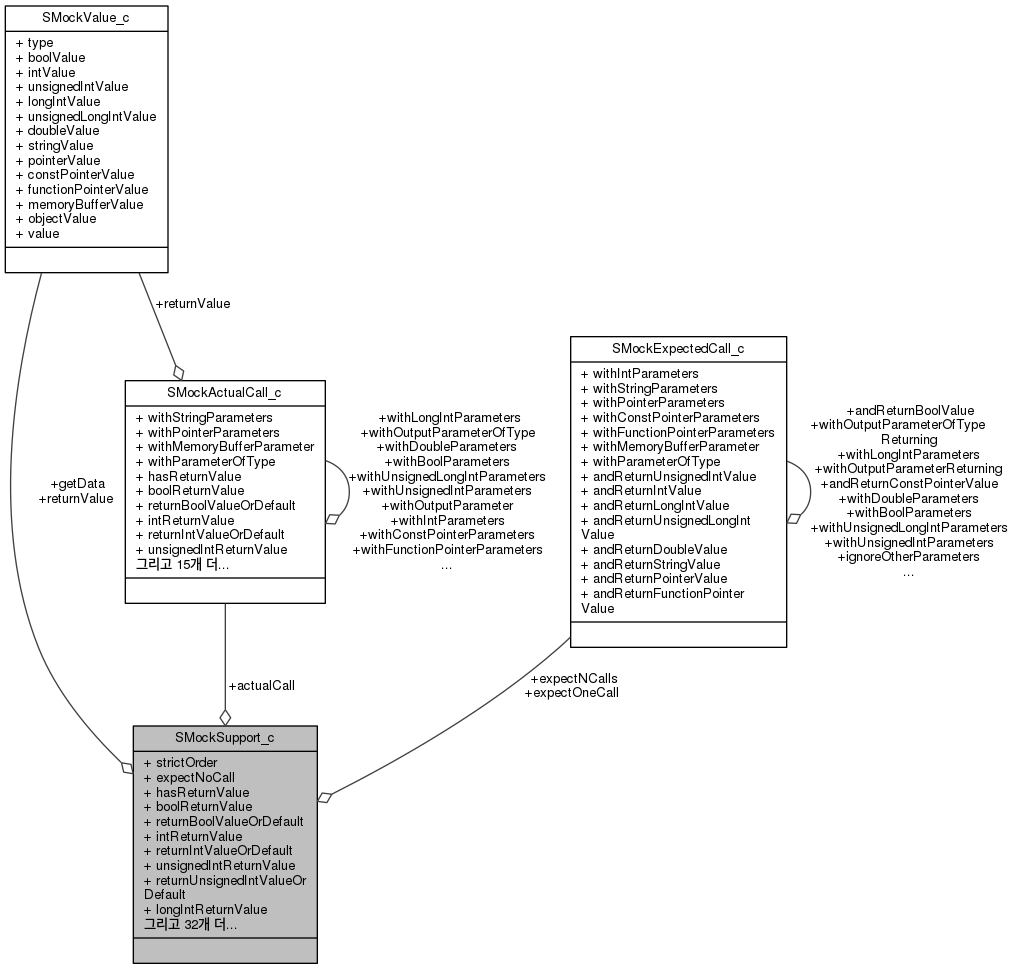 SMockValue_c
+ type
+ boolValue
+ intValue
+ unsignedIntValue
+ longIntValue
+ unsignedLongIntValue
+ doubleValue
+ stringValue
+ pointerValue
+ constPointerValue
+ functionPointerValue
+ memoryBufferValue
+ objectValue
+ value
+returnValue
SMockActualCall_c
+ withStringParameters
+ withPointerParameters
+ withMemoryBufferParameter
+ withParameterOfType
+ hasReturnValue
+ boolReturnValue
+ returnBoolValueOrDefault
+ intReturnValue
+ returnIntValueOrDefault
+ unsignedIntReturnValue
그리고 15개 더...
+withLongIntParameters
+withOutputParameterOfType
+withDoubleParameters
+withBoolParameters
+withUnsignedLongIntParameters
+withUnsignedIntParameters
+withOutputParameter
+withIntParameters
+withConstPointerParameters
+withFunctionPointerParameters
...
SMockExpectedCall_c
+ withIntParameters
+ withStringParameters
+ withPointerParameters
+ withConstPointerParameters
+ withFunctionPointerParameters
+ withMemoryBufferParameter
+ withParameterOfType
+ andReturnUnsignedIntValue
+ andReturnIntValue
+ andReturnLongIntValue
+ andReturnUnsignedLongInt
Value
+ andReturnDoubleValue
+ andReturnStringValue
+ andReturnPointerValue
+ andReturnFunctionPointer
Value
+andReturnBoolValue
+withOutputParameterOfType
Returning
+withLongIntParameters
+withOutputParameterReturning
+andReturnConstPointerValue
+withDoubleParameters
+withBoolParameters
+withUnsignedLongIntParameters
+withUnsignedIntParameters
+ignoreOtherParameters
...
+getData
+returnValue
+actualCall
+expectNCalls
+expectOneCall
SMockSupport_c
+ strictOrder
+ expectNoCall
+ hasReturnValue
+ boolReturnValue
+ returnBoolValueOrDefault
+ intReturnValue
+ returnIntValueOrDefault
+ unsignedIntReturnValue
+ returnUnsignedIntValueOr
Default
+ longIntReturnValue
그리고 32개 더...